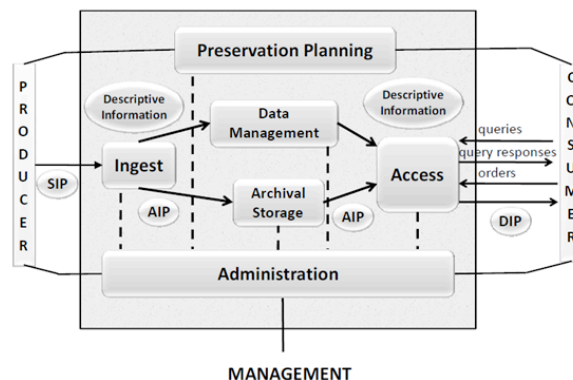 Preservation Planning
PRODUCER
Descriptive
Information
Data
Management
Descriptive
Information
CONSUMER
queries
query responses
orders
Ingest
Access
SIP
AIP
Archival
Storage
AIP
DIP
Administration
MANAGEMENT